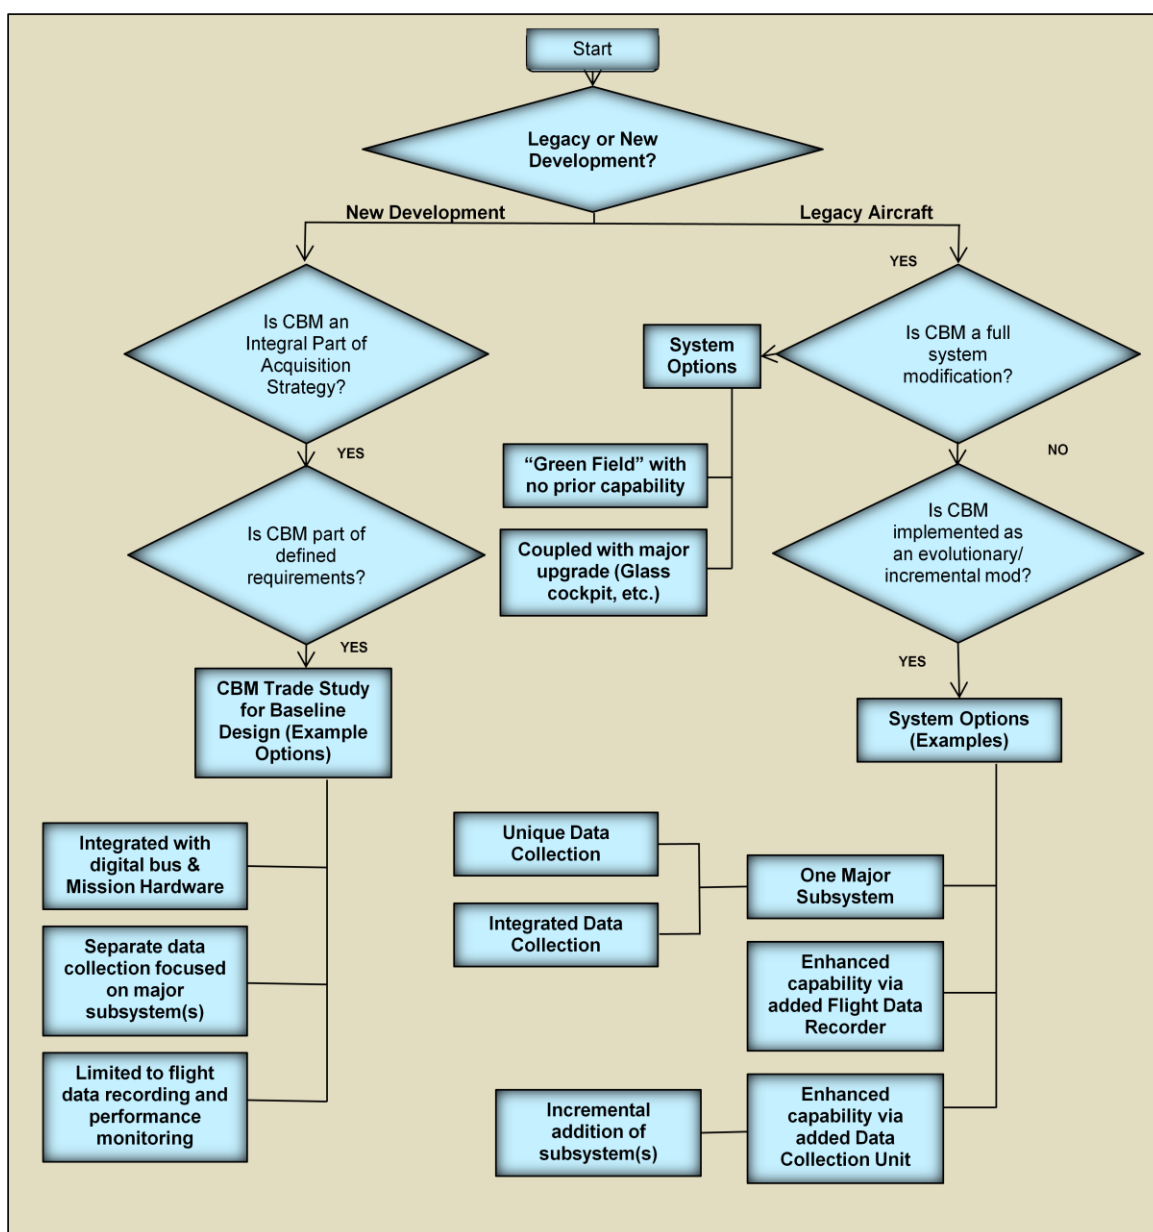 Start
Legacy or New
Development?
New Development
Legacy Aircraft
YES
Is CBM an
Integral Part of
Acquisition
Strategy?
System
Options
Is CBM a full
system
modification?
YES
NO
“Green Field” with
no prior capability
Is CBM part of
defined
requirements?
Coupled with major
upgrade (Glass
cockpit, etc.)
Is CBM
implemented as
an evolutionary/
incremental mod?
YES
YES
CBM Trade Study
for Baseline
Design (Example
Options)
System Options
(Examples)
Integrated with
digital bus &
Mission Hardware
Separate data
collection focused
on major
subsystem(s)
Limited to flight
data recording and
performance
monitoring
Unique Data
Collection
Integrated Data
Collection
One Major
Subsystem
Enhanced
capability via
added Flight Data
Recorder
Incremental
addition of
subsystem(s)
Enhanced
capability via
added Data
Collection Unit